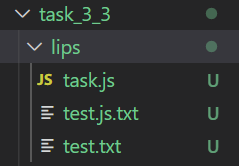 task_3_3
lips
JS task.js U
test.js.txt U
test.txt U